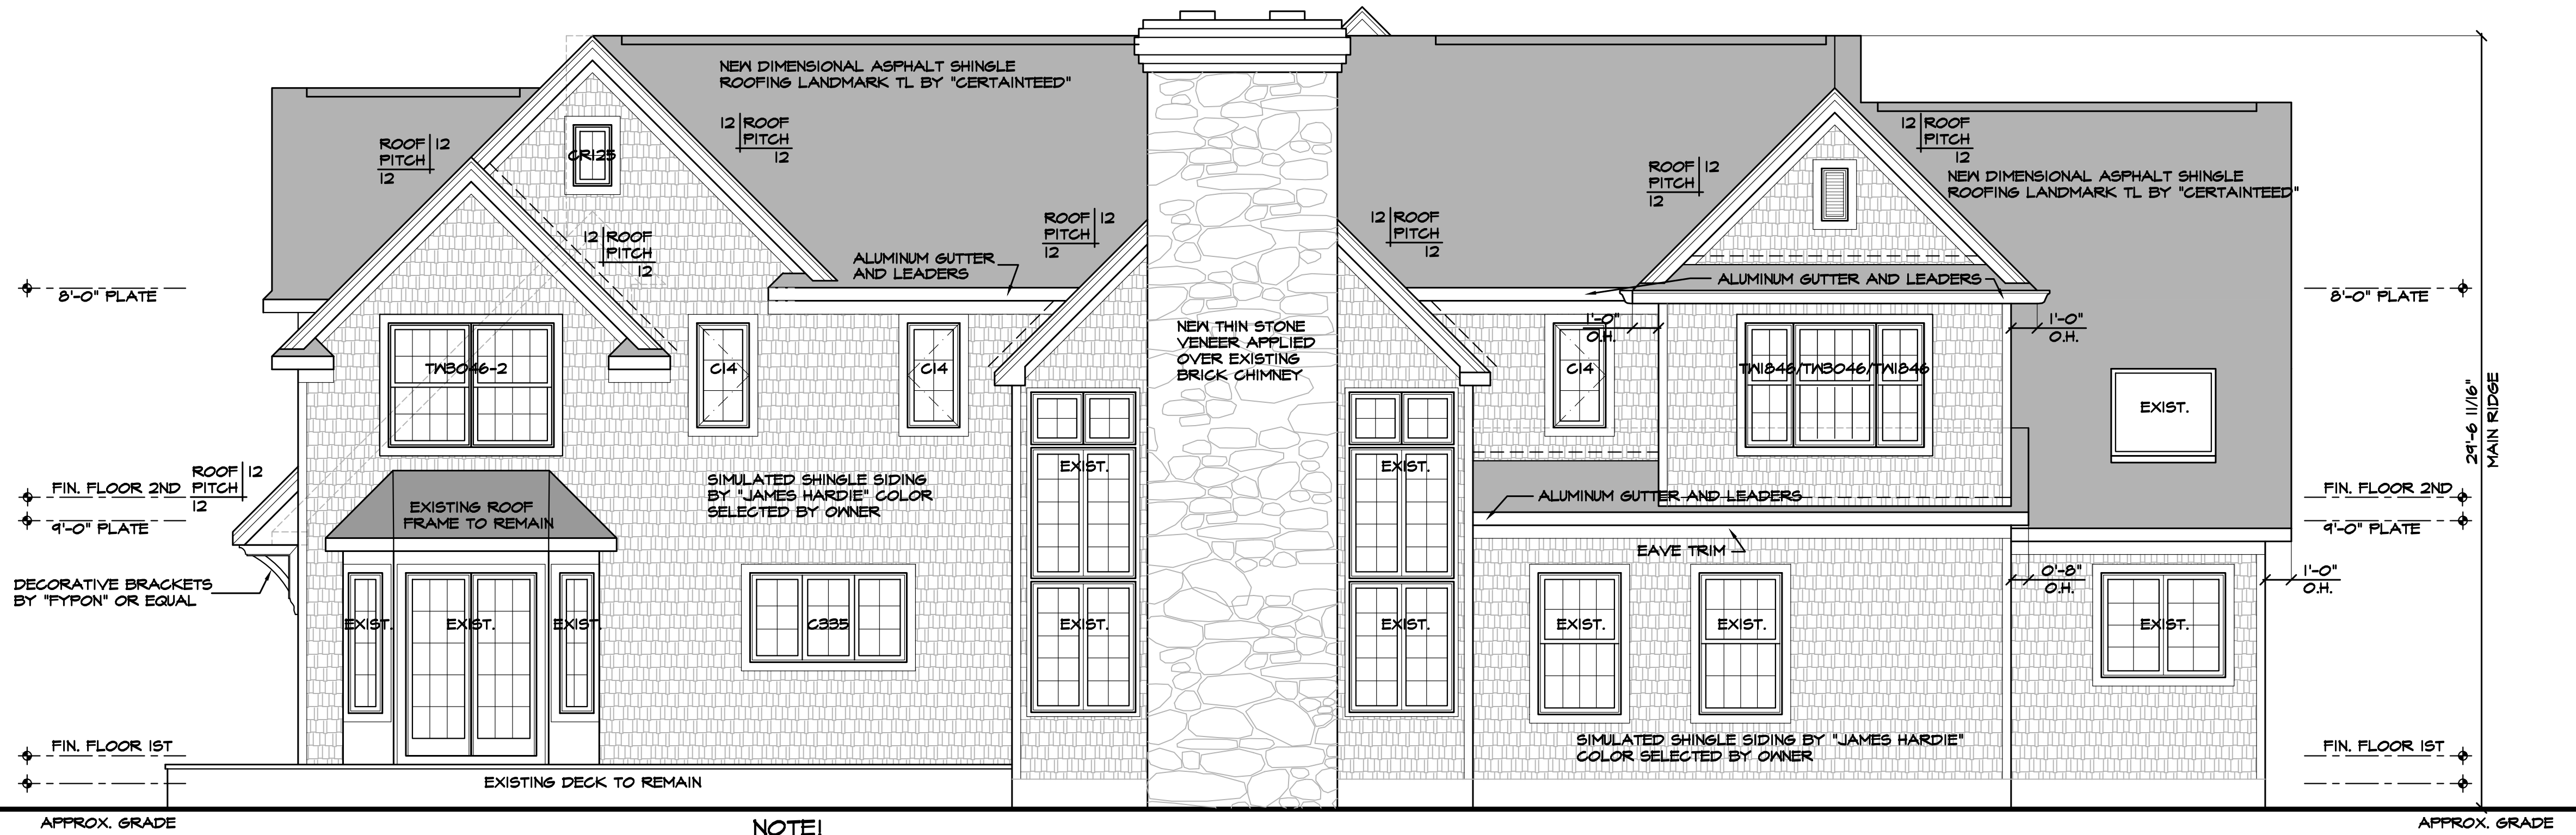 NEW DIMENSIONAL ASPHALT SHINGLE
ROOFING LANDMARK TL BY "CERTAINTEED"
12 ROOF
PITCH
12
ROOF 12
PITCH
12
CR125
12 ROOF
PITCH
12
ROOF 12
PITCH
12
12 ROOF
PITCH
12
ROOF 12
PITCH
12
12 ROOF
PITCH
12
NEW DIMENSIONAL ASPHALT SHINGLE
ROOFING LANDMARK TL BY "CERTAINTEED"
ALUMINUM GUTTER
AND LEADERS
ALUMINUM GUTTER AND LEADERS
8'-0" PLATE
8'-0" PLATE
1'-0"
O.H.
1'-0"
O.H.
NEW THIN STONE
VENEER APPLIED
OVER EXISTING
BRICK CHIMNEY
TW3046-2
C14
C14
C14
TW1846/TW3046/TW1846
EXIST.
29'-6 11/16"
MAIN RIDGE
EXIST.
EXIST.
ROOF 12
PITCH
12
FIN. FLOOR 2ND
9'-0" PLATE
EXISTING ROOF
FRAME TO REMAIN
SIMULATED SHINGLE SIDING
BY "JAMES HARDIE" COLOR
SELECTED BY OWNER
ALUMINUM GUTTER AND LEADERS
FIN. FLOOR 2ND
9'-0" PLATE
EAVE TRIM
0'-8"
O.H.
1'-0"
O.H.
DECORATIVE BRACKETS
BY "FYPON" OR EQUAL
EXIST.
EXIST.
EXIST.
C335
EXIST.
EXIST.
EXIST.
EXIST.
EXIST.
FIN. FLOOR 1ST
SIMULATED SHINGLE SIDING BY "JAMES HARDIE"
COLOR SELECTED BY OWNER
FIN. FLOOR 1ST
EXISTING DECK TO REMAIN
APPROX. GRADE
NOTE!
APPROX. GRADE